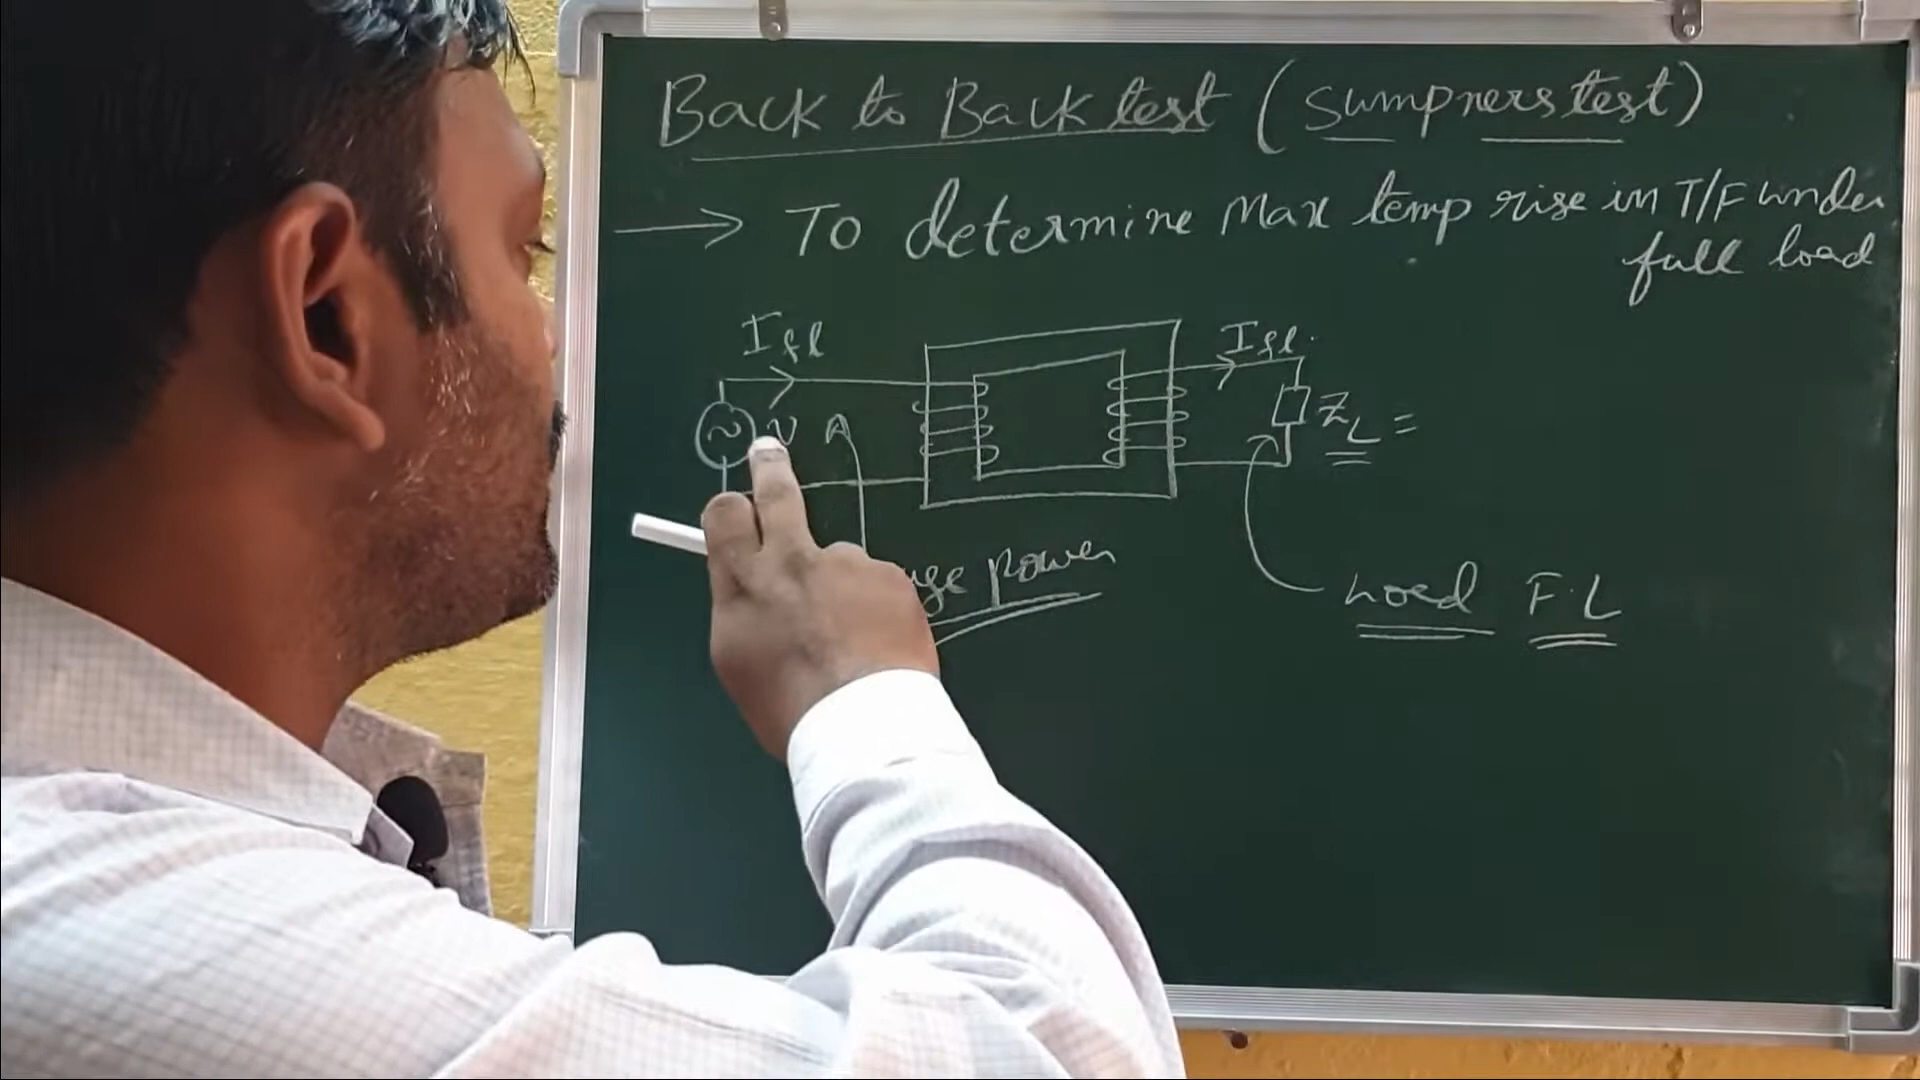 Back to Back test (sumpners test)
→ To determine Max temp rise in T/F under
full load
Ifl
Ifl.
~ V A
ZL =
Power
Load F.L